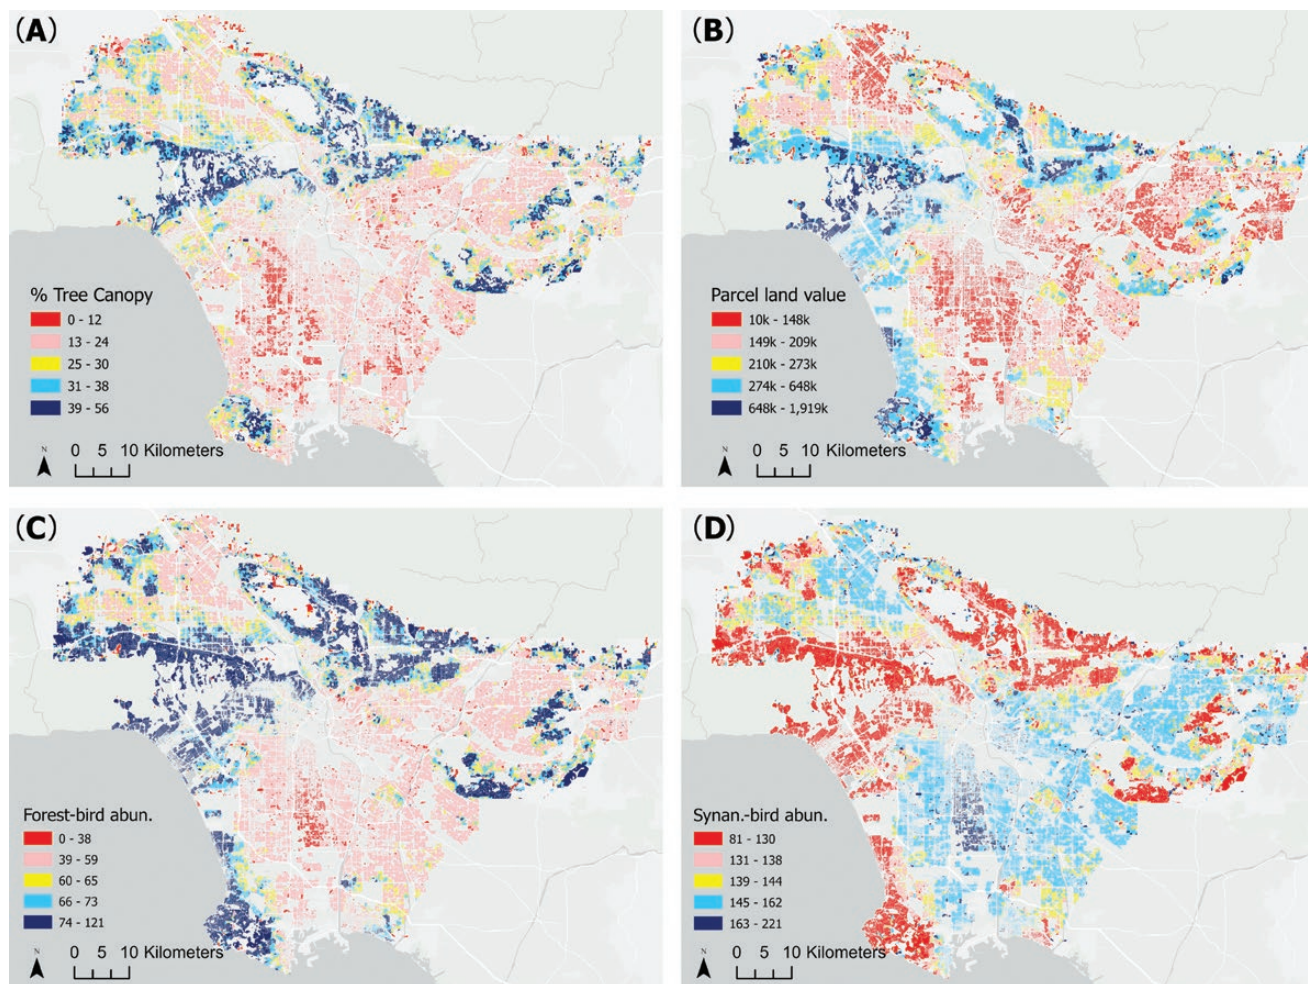 (A)
% Tree Canopy
0 - 12
13 - 24
25 - 30
31 - 38
39 - 56
N
0 5 10 Kilometers
(B)
Parcel land value
10k - 148k
149k - 209k
210k - 273k
274k - 648k
648k - 1,919k
N
0 5 10 Kilometers
(C)
Forest-bird abun.
0 - 38
39 - 59
60 - 65
66 - 73
74 - 121
N
0 5 10 Kilometers
(D)
Synan.-bird abun.
81 - 130
131 - 138
139 - 144
145 - 162
163 - 221
N
0 5 10 Kilometers